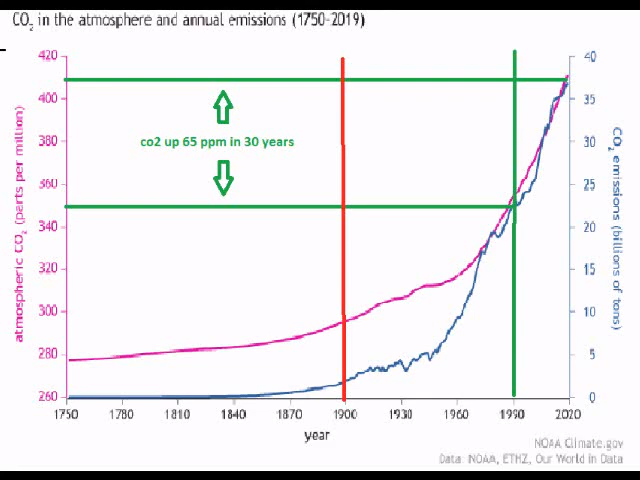 CO2 in the atmosphere and annual emissions (1750-2019)
420
400
380
360
340
320
300
280
260
atmospheric CO2 (parts per million)
co2 up 65 ppm in 30 years
40
35
30
25
20
15
10
5
0
CO2 emissions (billions of tons)
1750 1780 1810 1840 1870 1900 1930 1960 1990 2020
year
NOAA Climate.gov
Data: NOAA, ETHZ, Our World in Data